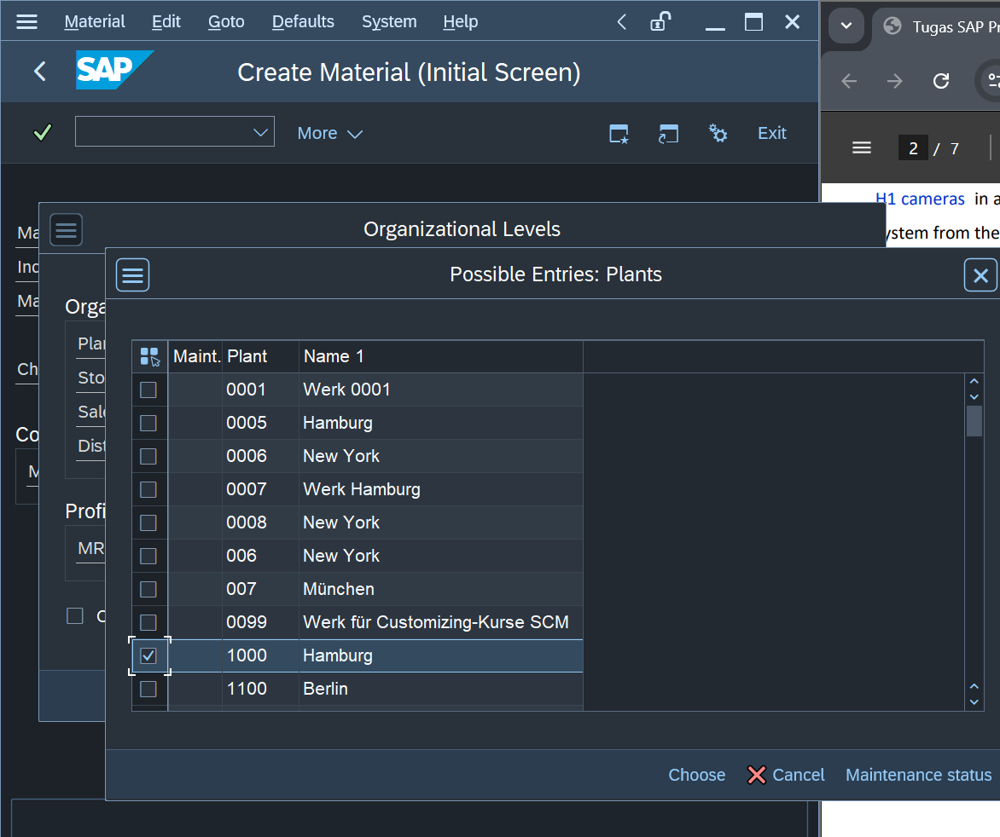 Material Edit Goto Defaults System Help
Tugas SAP Pr
SAP Create Material (Initial Screen)
More Exit
2 / 7
H1 cameras in a
ystem from the
Organizational Levels
Possible Entries: Plants
Ma
Inc
Ma
Ch
Co
M
Orga
Plan
Sto
Sale
Dist
Profi
MR
C
Maint. Plant Name 1
0001 Werk 0001
0005 Hamburg
0006 New York
0007 Werk Hamburg
0008 New York
006 New York
007 München
0099 Werk für Customizing-Kurse SCM
1000 Hamburg
1100 Berlin
Choose Cancel Maintenance status